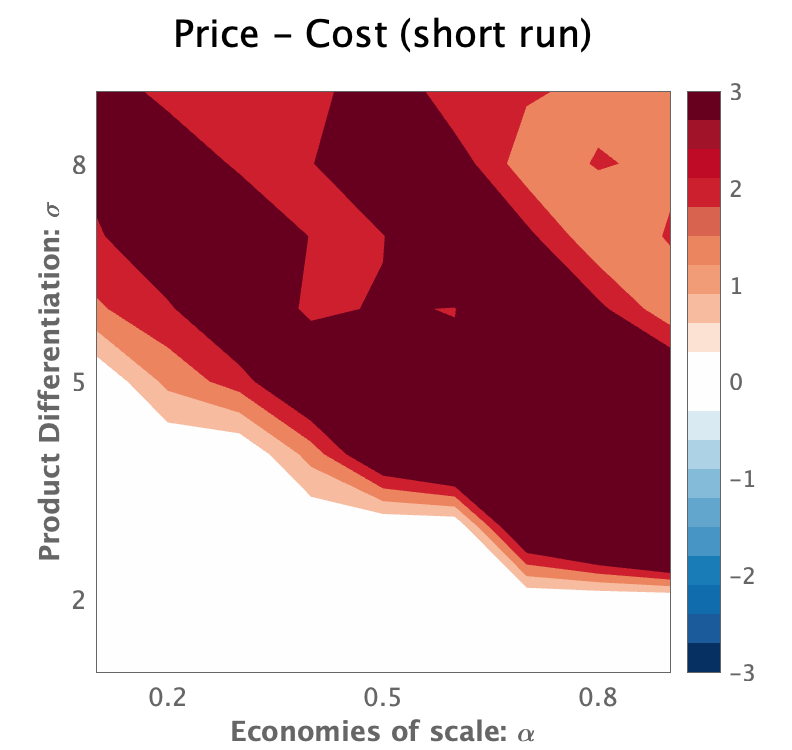 Price – Cost (short run)
Product Differentiation: σ
8
5
2
0.2 0.5 0.8
Economies of scale: α
3
2
1
0
−1
−2
−3